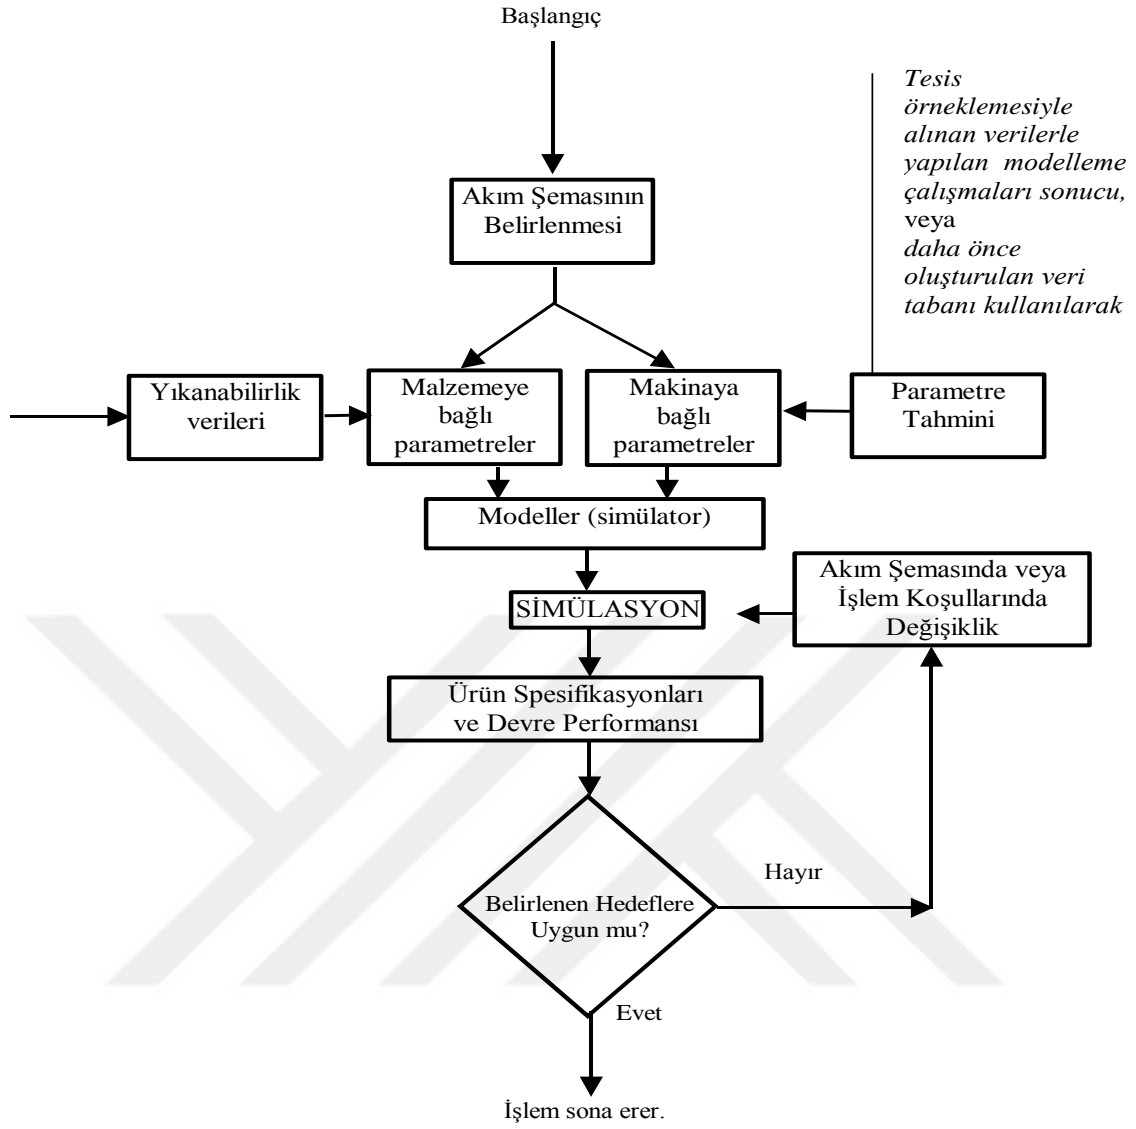 Başlangıç
Tesis
örneklemesiyle
alınan verilerle
yapılan modelleme
çalışmaları sonucu,
veya
daha önce
oluşturulan veri
tabanı kullanılarak
Akım Şemasının
Belirlenmesi
Yıkanabilirlik
verileri
Malzemeye
bağlı
parametreler
Makinaya
bağlı
parametreler
Parametre
Tahmini
Modeller (simülator)
Akım Şemasında veya
İşlem Koşullarında
Değişiklik
SİMÜLASYON
Ürün Spesifikasyonları
ve Devre Performansı
Belirlenen Hedeflere
Uygun mu?
Hayır
Evet
İşlem sona erer.